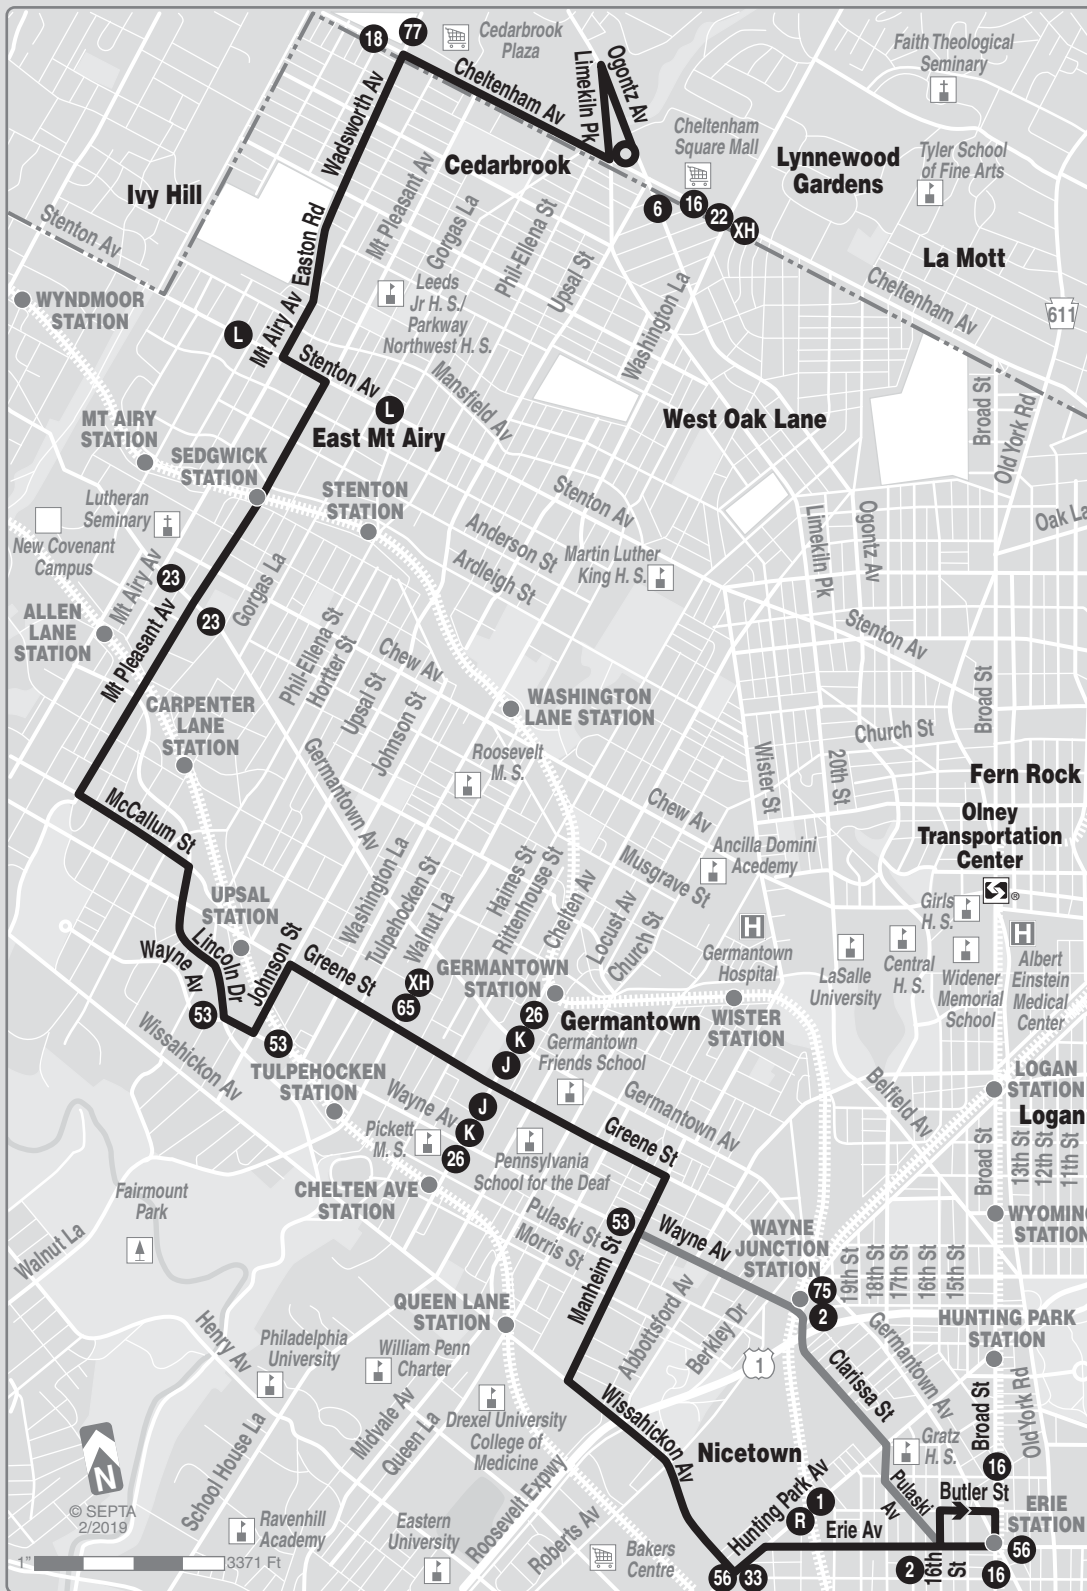 18
77
Cedarbrook
Plaza
Cheltenham Av
Limekiln Pk
Ogontz Av
Faith Theological
Seminary
Wadsworth Av
Cheltenham
Square Mall
Cedarbrook
Lynnewood
Gardens
Tyler School
of Fine Arts
Ivy Hill
Mt Pleasant Av
Gorgas La
Phil-Ellena St
Upsal St
6
16
22
XH
Stenton Av
Easton Rd
La Mott
Cheltenham Av
WYNDMOOR
STATION
Leeds
Jr H. S./
Parkway
Northwest H. S.
Washington La
611
L
Mt Airy Av
Stenton Av
Mansfield Av
L
East Mt Airy
West Oak Lane
Broad St
Old York Rd
MT AIRY
STATION
SEDGWICK
STATION
STENTON
STATION
Stenton Av
Lutheran
Seminary
New Covenant
Campus
Anderson St
Ardleigh St
Martin Luther
King H. S.
Limekiln Pk
Ogontz Av
Oak La
Mt Airy Av
23
23
Gorgas La
ALLEN
LANE
STATION
Mt Pleasant Av
Phil-Ellena St
Hortter St
Upsal St
Johnson St
Chew Av
Stenton Av
CARPENTER
LANE
STATION
WASHINGTON
LANE STATION
Broad St
Church St
Roosevelt
M. S.
Germantown Av
Wister St
20th St
Fern Rock
McCallum St
Chew Av
Musgrave St
Ancilla Domini
Acedemy
Olney
Transportation
Center
®
UPSAL
STATION
Washington La
Tulpehocken St
Walnut La
Haines St
Rittenhouse St
Chelten Av
Locust Av
Church St
H
Germantown
Hospital
Girls
H. S.
H
Wayne Av
Lincoln Dr
Johnson St
Greene St
LaSalle
University
Central
H. S.
Widener
Memorial
School
Albert
Einstein
Medical
Center
53
XH
65
GERMANTOWN
STATION
26
K
J
Germantown
WISTER
STATION
53
Wissahickon Av
Germantown
Friends School
TULPEHOCKEN
STATION
Wayne Av
J
K
26
Pickett
M. S.
Germantown Av
Belfield Av
LOGAN
STATION
Logan
Greene St
Pennsylvania
School for the Deaf
Broad St
13th St
12th St
11th St
Fairmount
Park
CHELTEN AVE
STATION
Pulaski St
Morris St
53
Wayne Av
WAYNE
JUNCTION
STATION
WYOMING
STATION
Walnut La
Manheim St
75
2
19th St
18th St
17th St
16th St
15th St
QUEEN LANE
STATION
Abbottsford Av
Berkley Dr
HUNTING PARK
STATION
Henry Av
Philadelphia
University
William Penn
Charter
1
Germantown Av
Clarissa St
Midvale Av
Queen La
Drexel University
College of
Medicine
Wissahickon Av
Nicetown
Broad St
Old York Rd
Gratz
H. S.
N
© SEPTA
2/2019
School House La
Roosevelt Expwy
Hunting Park Av
1
R
Pulaski
Av
16
Butler St
ERIE
STATION
Ravenhill
Academy
Eastern
University
Roberts Av
Erie Av
1"
3371 Ft
Bakers
Centre
56
33
2
16th
St
16
56